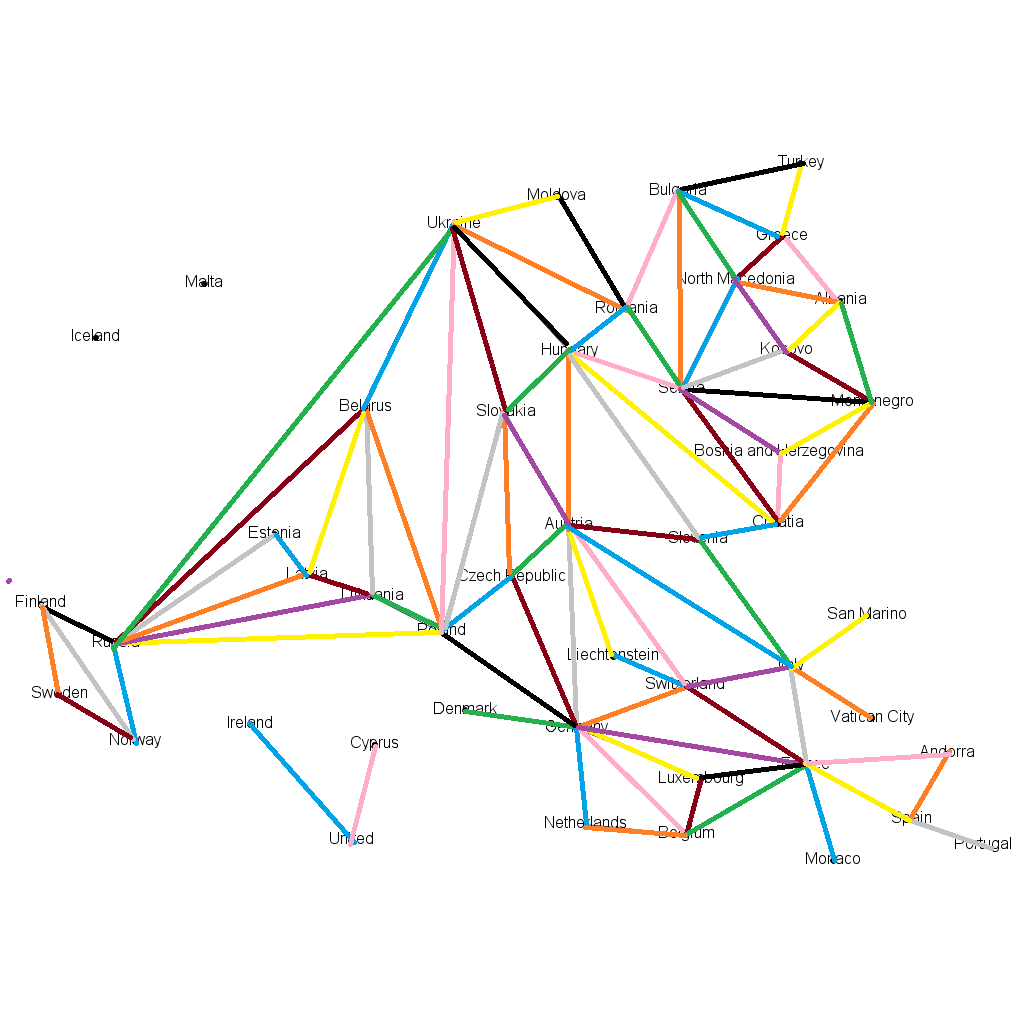 Turkey
Bulgaria
Moldova
Ukraine
Greece
North Macedonia
Malta
Albania
Romania
Iceland
Hungary
Kosovo
Serbia
Montenegro
Belarus
Slovakia
Bosnia and Herzegovina
Croatia
Austria
Estonia
Slovenia
Latvia
Czech Republic
Lithuania
Finland
San Marino
Poland
Russia
Liechtenstein
Italy
Switzerland
Sweden
Denmark
Vatican City
Ireland
Germany
Norway
Cyprus
Andorra
France
Luxembourg
Spain
Netherlands
Belgium
United
Portugal
Monaco